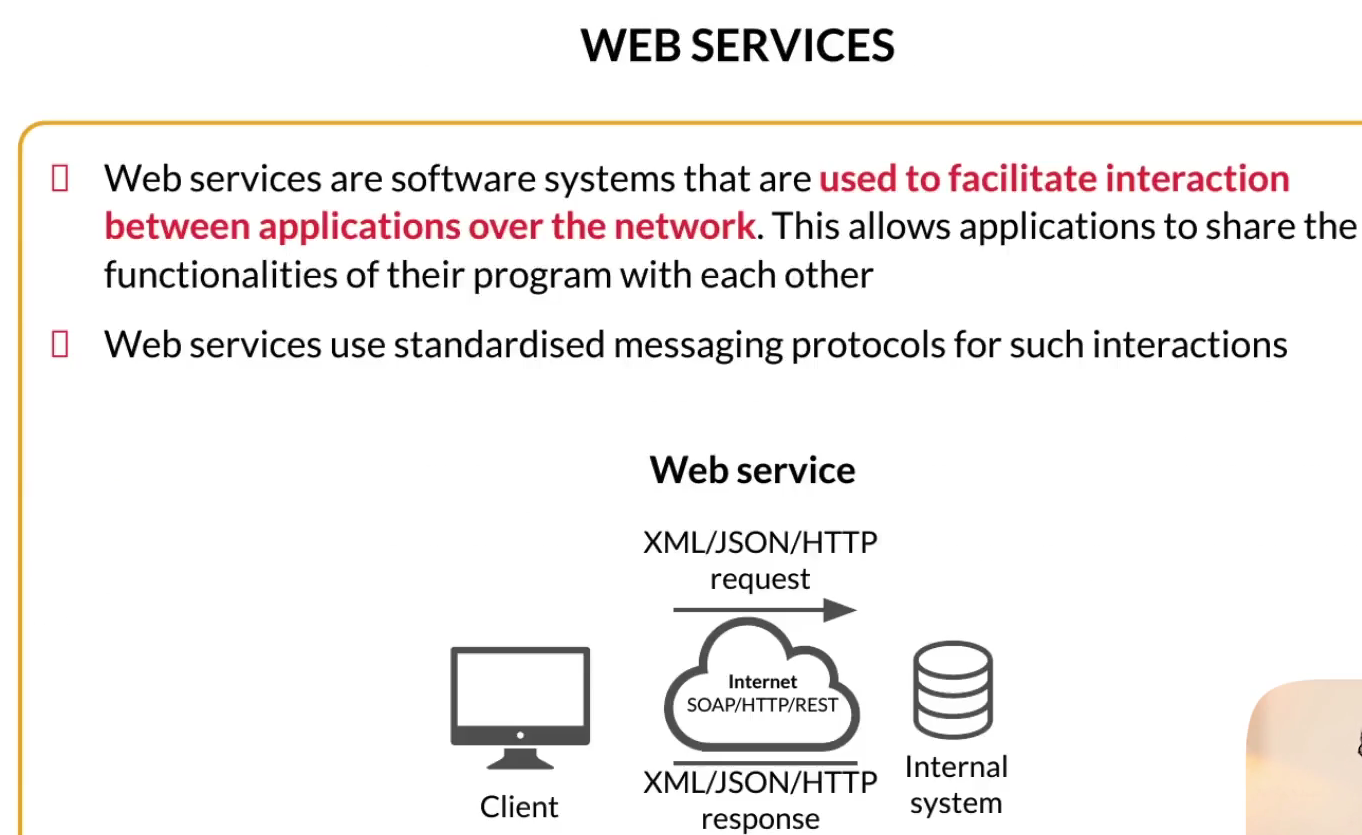 WEB SERVICES
Web services are software systems that are used to facilitate interaction
between applications over the network. This allows applications to share the
functionalities of their program with each other
Web services use standardised messaging protocols for such interactions
Web service
XML/JSON/HTTP
request
Internet
SOAP/HTTP/REST
XML/JSON/HTTP
response
Client
Internal
system